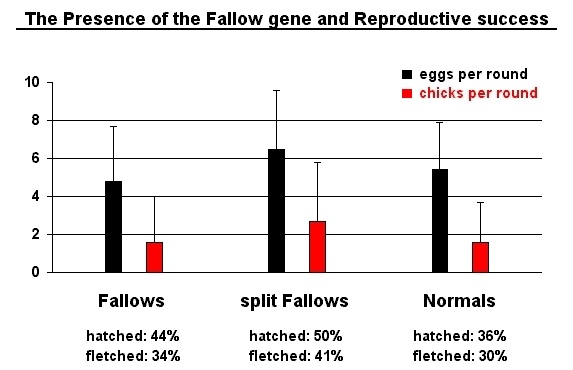 The Presence of the Fallow gene and Reproductive success
eggs per round
chicks per round
10
8
6
4
2
0
Fallows split Fallows Normals
hatched: 44% hatched: 50% hatched: 36%
fletched: 34% fletched: 41% fletched: 30%